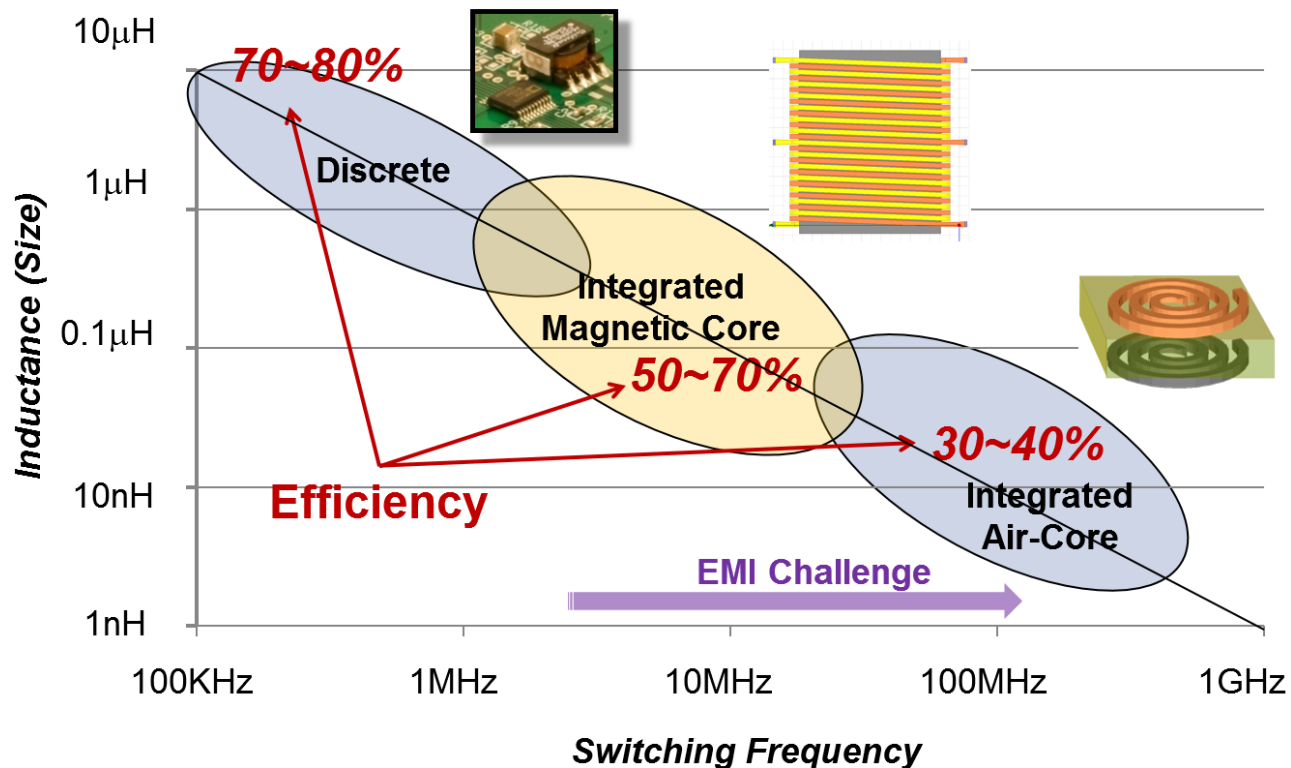 10μH
70~80%
Discrete
1μH
Integrated
Magnetic Core
0.1μH
50~70%
30~40%
10nH
Integrated
Air-Core
Efficiency
EMI Challenge
1nH
100KHz
1MHz
10MHz
100MHz
1GHz
Inductance (Size)
Switching Frequency